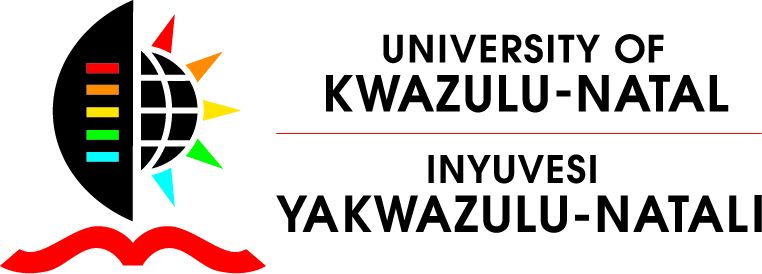 UNIVERSITY OF
KWAZULU-NATAL
INYUVESI
YAKWAZULU-NATALI